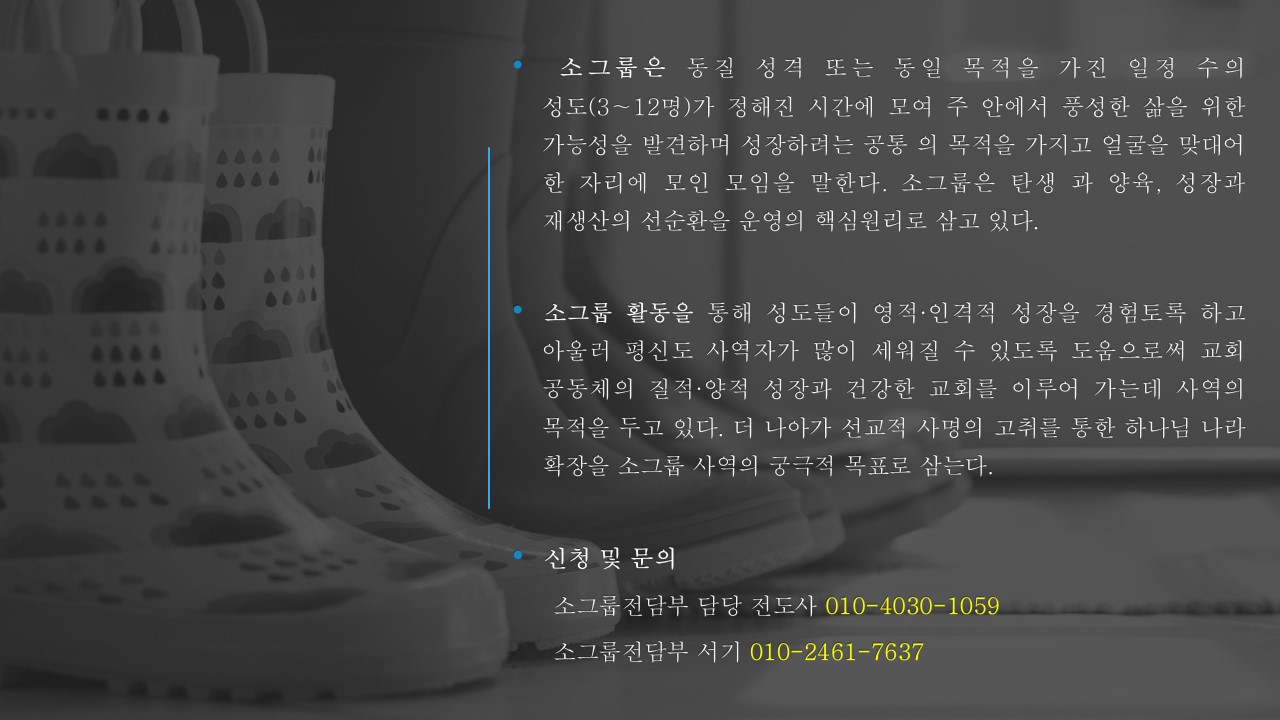 • 소그룹은 동질 성격 또는 동일 목적을 가진 일정 수의
성도(3~12명)가 정해진 시간에 모여 주 안에서 풍성한 삶을 위한
가능성을 발견하며 성장하려는 공통 의 목적을 가지고 얼굴을 맞대어
한 자리에 모인 모임을 말한다. 소그룹은 탄생 과 양육, 성장과
재생산의 선순환을 운영의 핵심원리로 삼고 있다.
• 소그룹 활동을 통해 성도들이 영적·인격적 성장을 경험토록 하고
아울러 평신도 사역자가 많이 세워질 수 있도록 도움으로써 교회
공동체의 질적·양적 성장과 건강한 교회를 이루어 가는데 사역의
목적을 두고 있다. 더 나아가 선교적 사명의 고취를 통한 하나님 나라
확장을 소그룹 사역의 궁극적 목표로 삼는다.
• 신청 및 문의
소그룹전담부 담당 전도사 010-4030-1059
소그룹전담부 서기 010-2461-7637